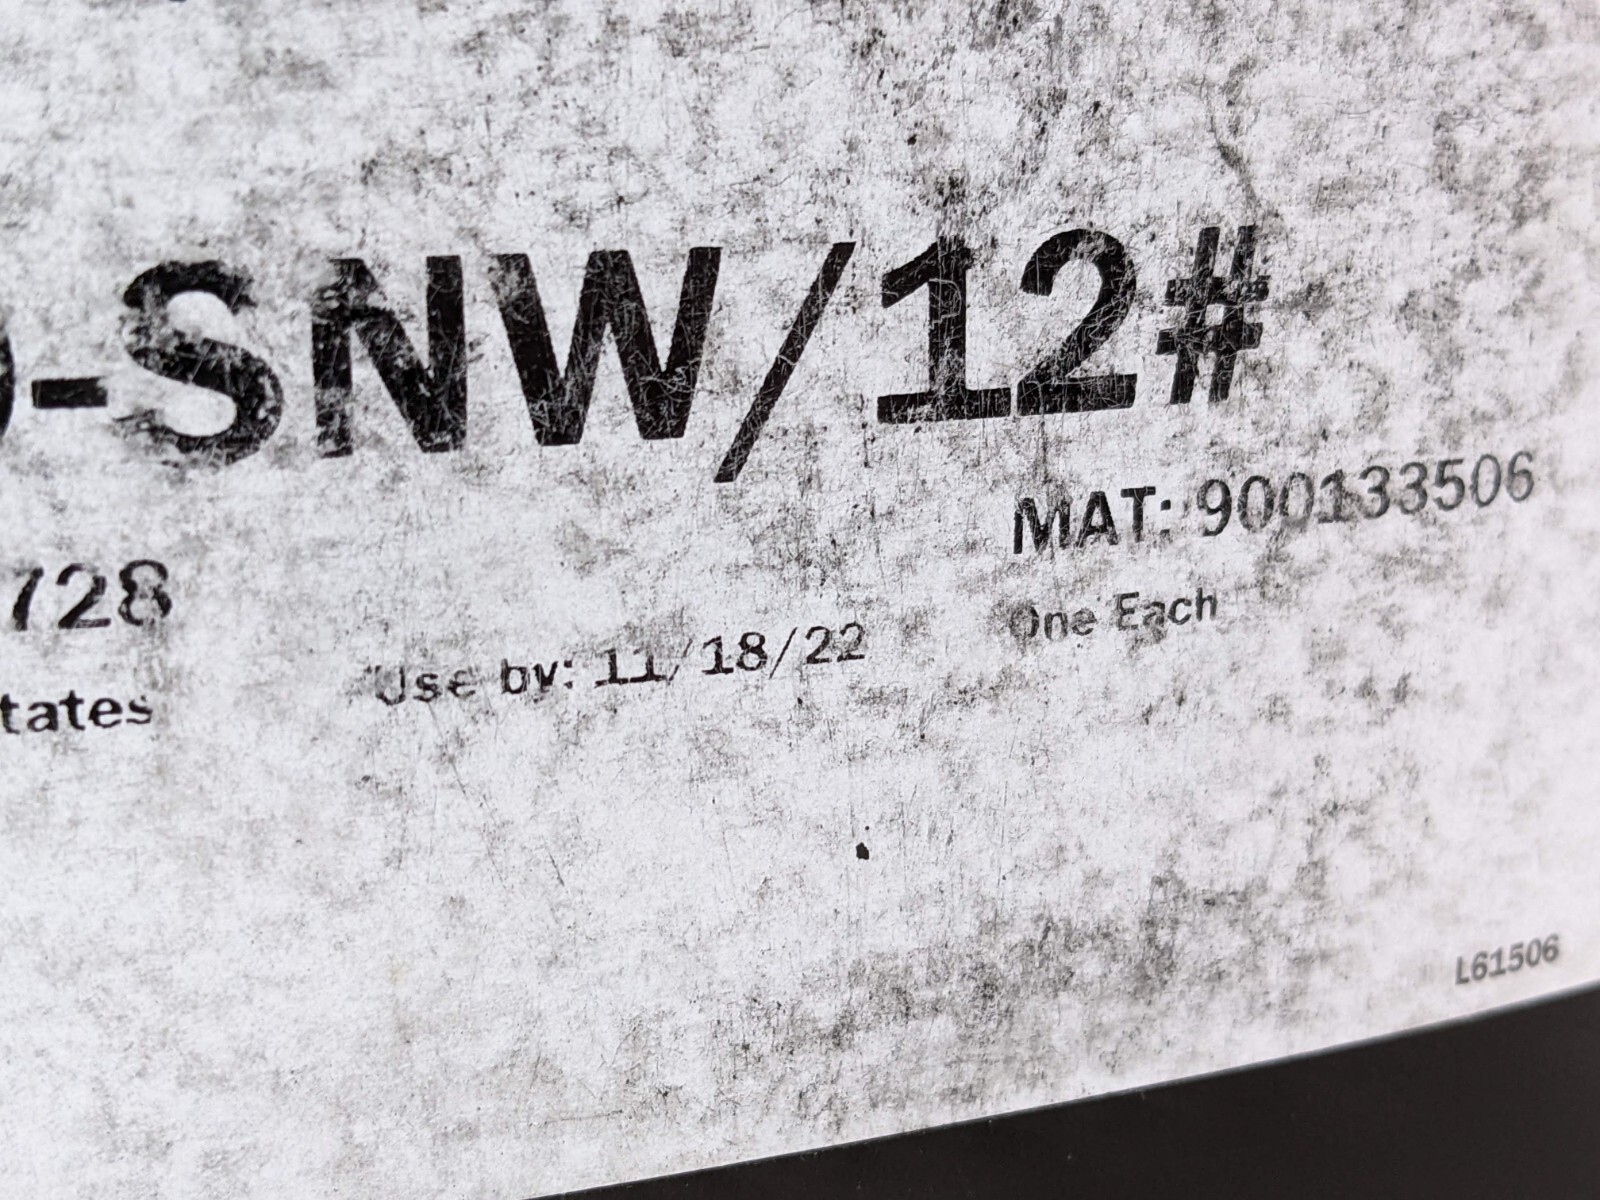 -SNW/12#
MAT: 900133506
728
One Each
Use by: 11/18/22
tates
L61506